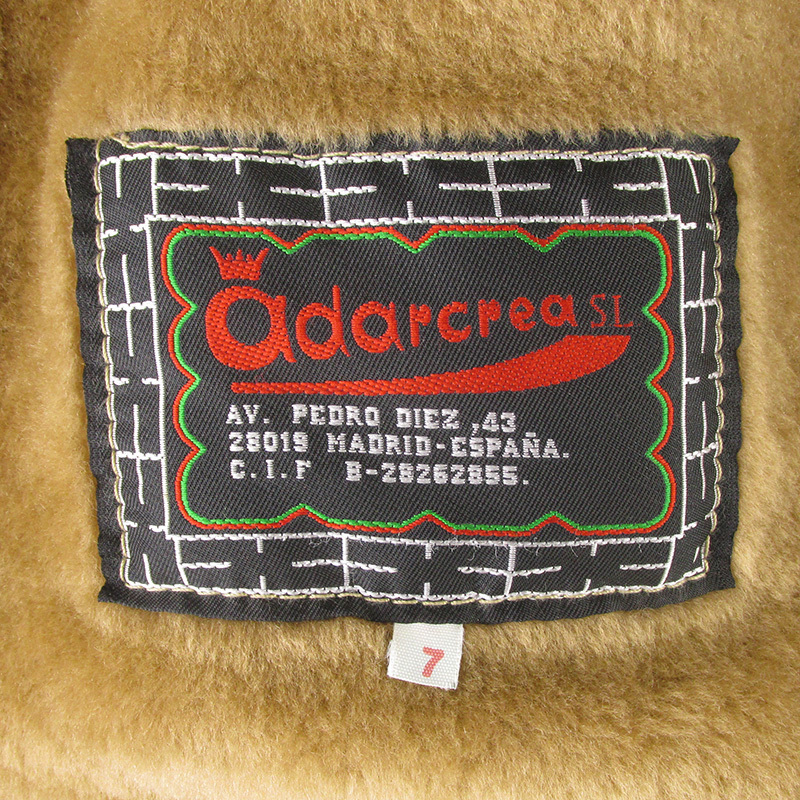 adarcrea SL
AV. PEDRO DIEZ ,43
28019 MADRID-ESPAÑA.
C.I.F B-28262855.
7